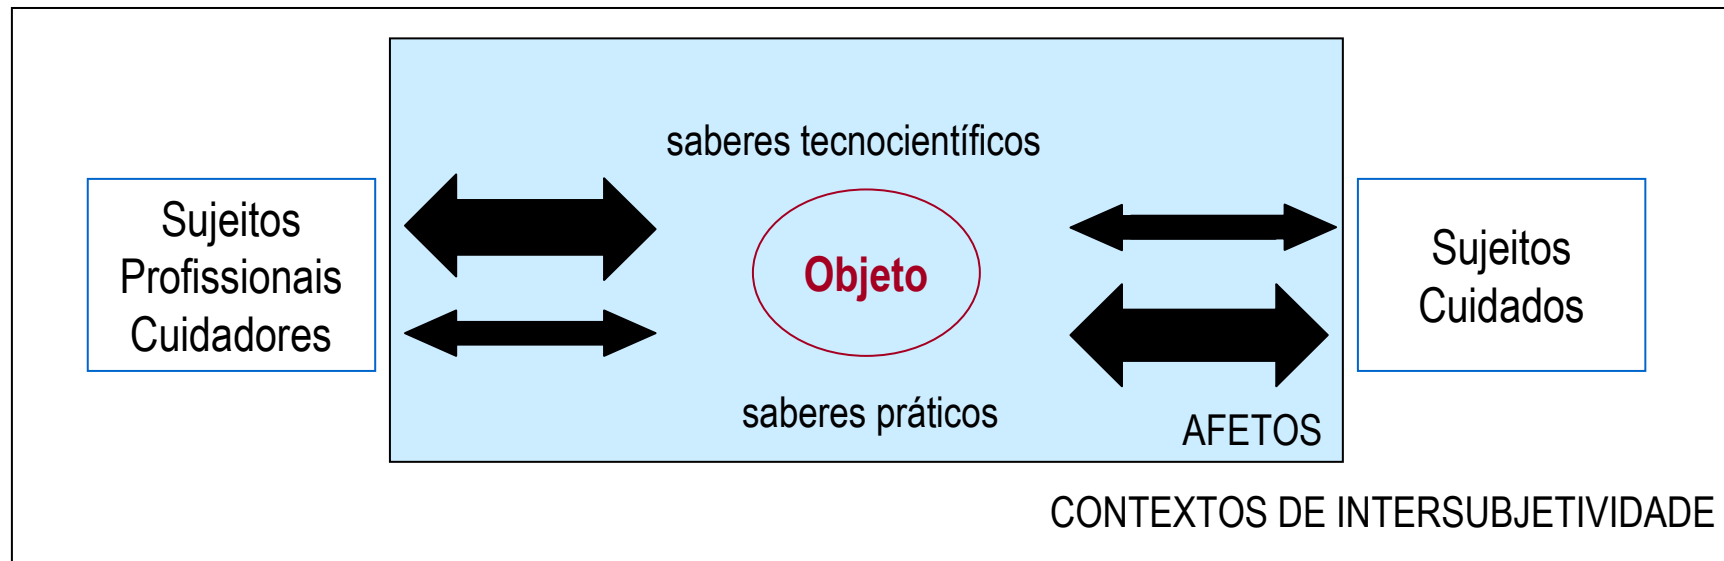 saberes tecnocientíficos
Sujeitos
Profissionais
Cuidadores
Objeto
Sujeitos
Cuidados
saberes práticos
AFETOS
CONTEXTOS DE INTERSUBJETIVIDADE